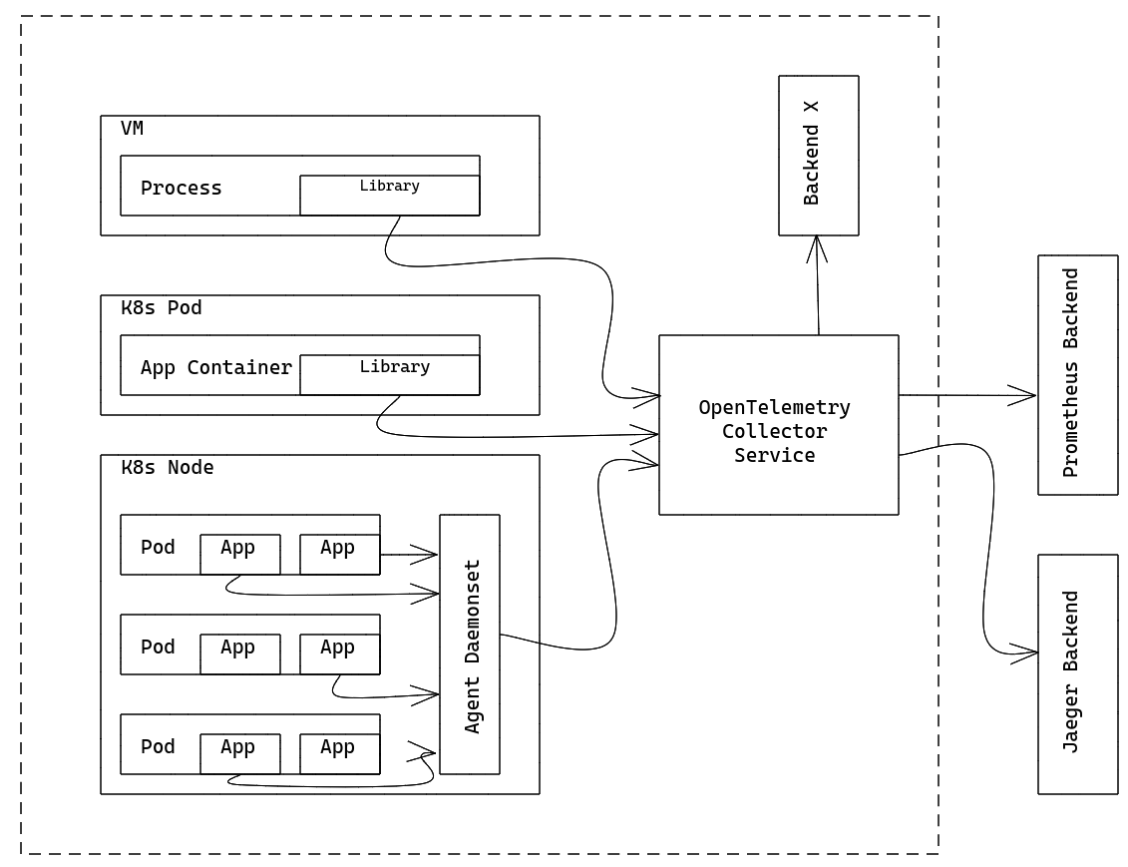 VM
Process
Library
K8s Pod
App Container
Library
K8s Node
Pod
App
App
Pod
App
App
Pod
App
App
Agent Daemonset
OpenTelemetry
Collector
Service
Backend X
Prometheus Backend
Jaeger Backend